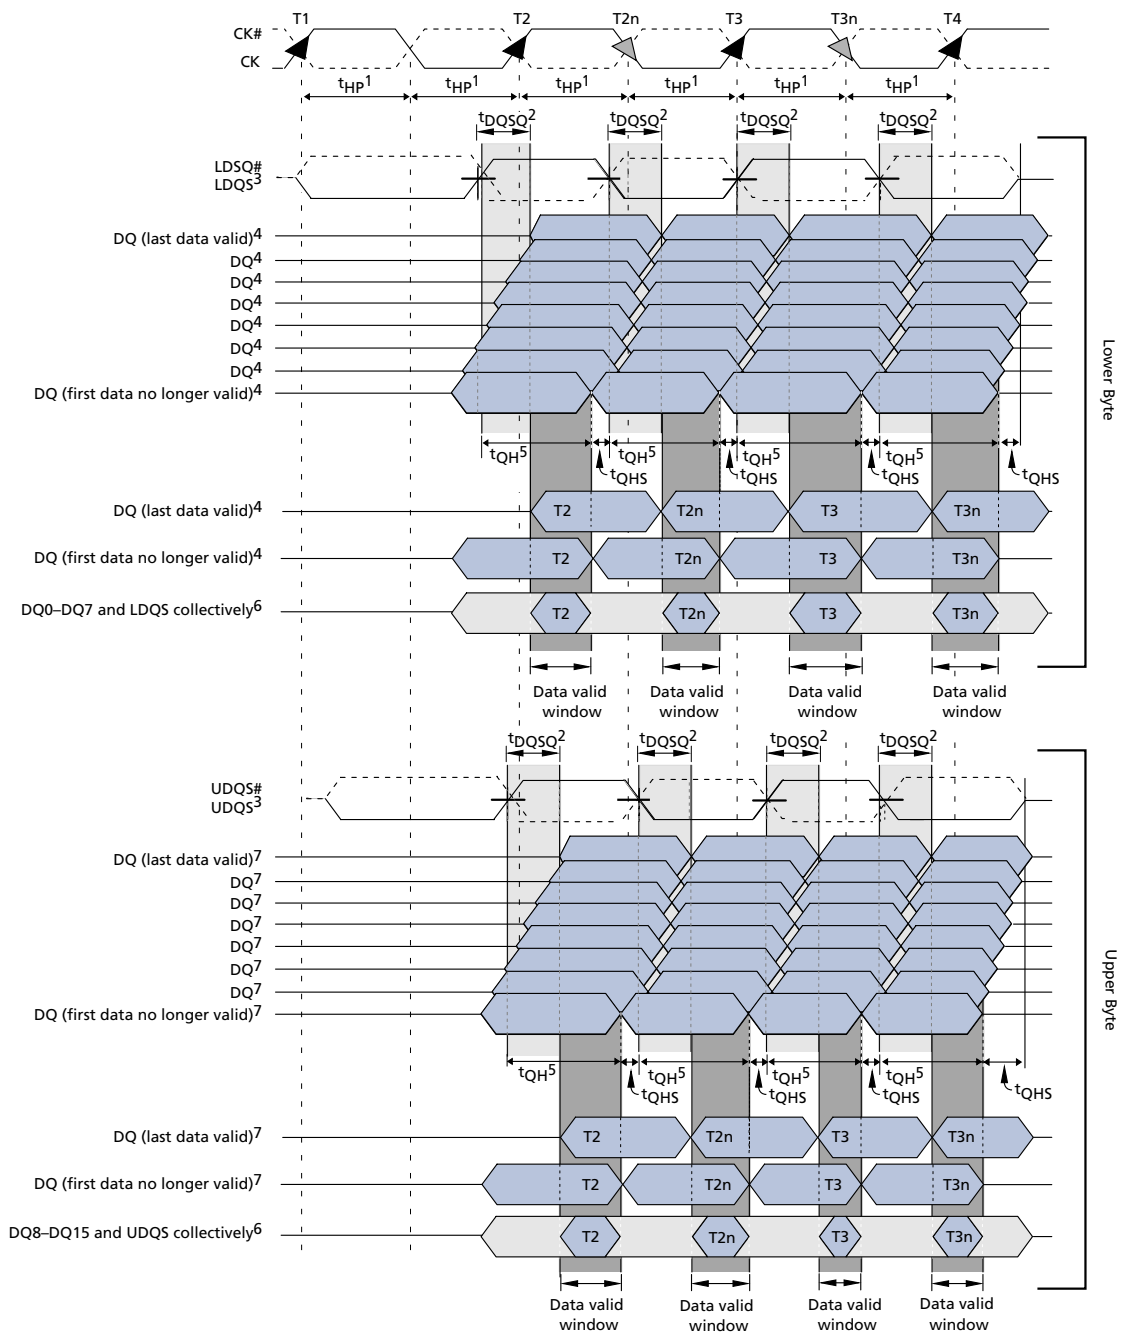 T1 T2 T2n T3 T3n T4
CK#
CK
tHP1 tHP1 tHP1 tHP1 tHP1 tHP1
tDQSQ2 tDQSQ2 tDQSQ2 tDQSQ2
LDSQ#
LDQS3
DQ (last data valid)4
DQ4
DQ4
DQ4
DQ4
DQ4
DQ4
DQ (first data no longer valid)4
Lower Byte
tQH5 tQH5 tQH5 tQH5
tQHS tQHS tQHS tQHS
DQ (last data valid)4 T2 T2n T3 T3n
DQ (first data no longer valid)4 T2 T2n T3 T3n
DQ0–DQ7 and LDQS collectively6 T2 T2n T3 T3n
Data valid window Data valid window Data valid window Data valid window
tDQSQ2 tDQSQ2 tDQSQ2 tDQSQ2
UDQS#
UDQS3
DQ (last data valid)7
DQ7
DQ7
DQ7
DQ7
DQ7
DQ7
DQ (first data no longer valid)7
Upper Byte
tQH5 tQH5 tQH5 tQH5
tQHS tQHS tQHS tQHS
DQ (last data valid)7 T2 T2n T3 T3n
DQ (first data no longer valid)7 T2 T2n T3 T3n
DQ8–DQ15 and UDQS collectively6 T2 T2n T3 T3n
Data valid window Data valid window Data valid window Data valid window